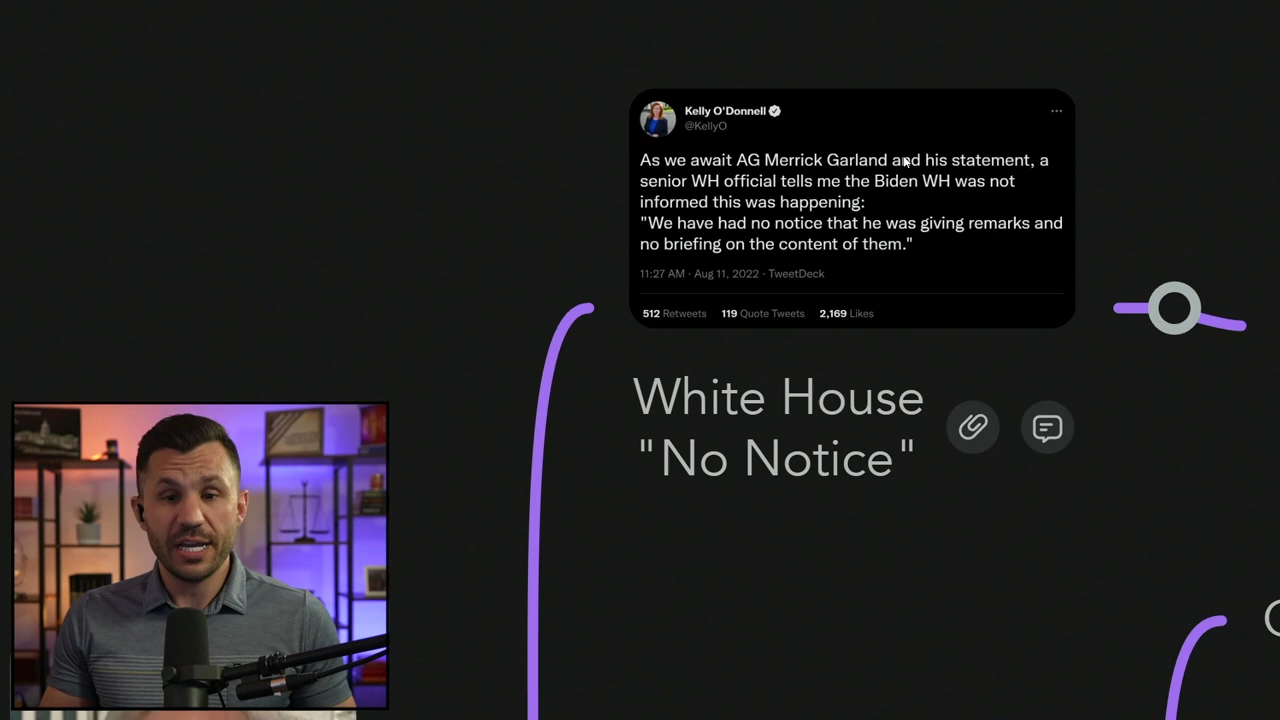 Kelly O'Donnell
@KellyO
As we await AG Merrick Garland and his statement, a
senior WH official tells me the Biden WH was not
informed this was happening:
"We have had no notice that he was giving remarks and
no briefing on the content of them."
11:27 AM · Aug 11, 2022 · TweetDeck
512 Retweets 119 Quote Tweets 2,169 Likes
White House
"No Notice"